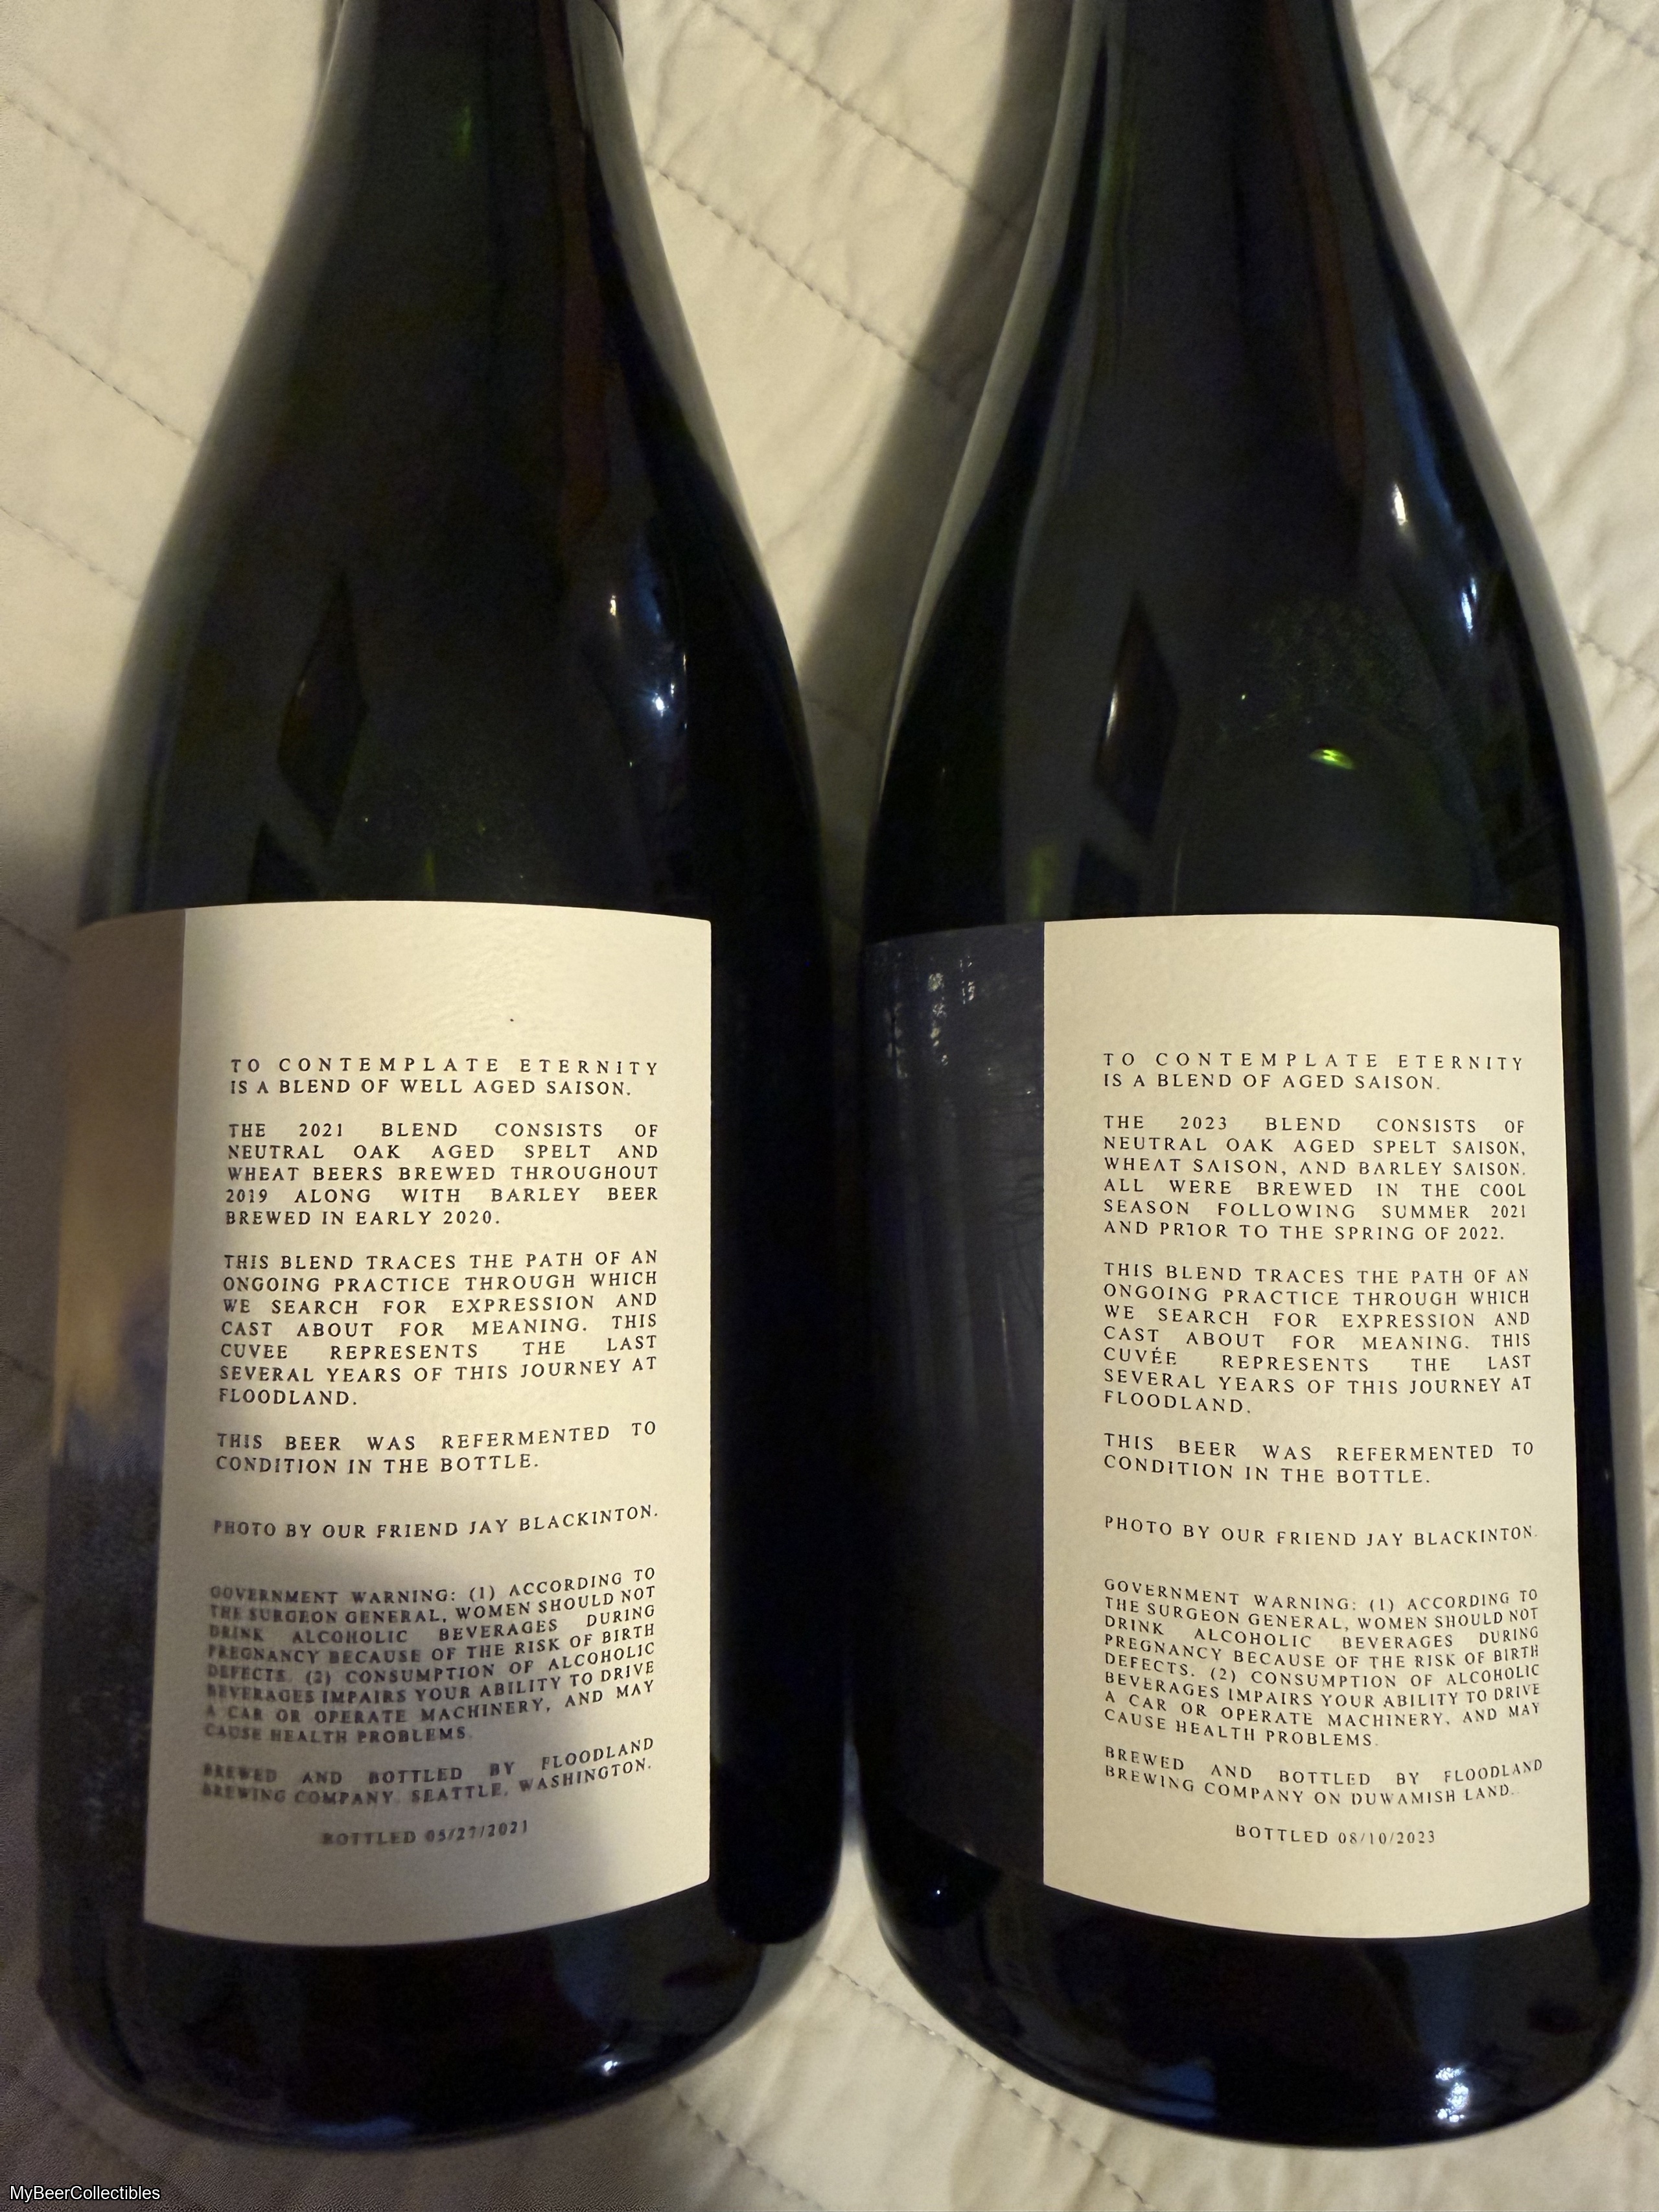 TO CONTEMPLATE ETERNITY
IS A BLEND OF WELL AGED SAISON.
THE 2021 BLEND CONSISTS OF
NEUTRAL OAK AGED SPELT AND
WHEAT BEERS BREWED THROUGHOUT
2019 ALONG WITH BARLEY BEER
BREWED IN EARLY 2020.
THIS BLEND TRACES THE PATH OF AN
ONGOING PRACTICE THROUGH WHICH
WE SEARCH FOR EXPRESSION AND
CAST ABOUT FOR MEANING. THIS
CUVEE REPRESENTS THE LAST
SEVERAL YEARS OF THIS JOURNEY AT
FLOODLAND.
THIS BEER WAS REFERMENTED TO
CONDITION IN THE BOTTLE.
PHOTO BY OUR FRIEND JAY BLACKINTON.
GOVERNMENT WARNING: (1) ACCORDING TO
THE SURGEON GENERAL, WOMEN SHOULD NOT
DRINK ALCOHOLIC BEVERAGES DURING
PREGNANCY BECAUSE OF THE RISK OF BIRTH
DEFECTS. (2) CONSUMPTION OF ALCOHOLIC
BEVERAGES IMPAIRS YOUR ABILITY TO DRIVE
A CAR OR OPERATE MACHINERY, AND MAY
CAUSE HEALTH PROBLEMS.
BREWED AND BOTTLED BY FLOODLAND
BREWING COMPANY, SEATTLE, WASHINGTON.
BOTTLED 05/27/2021
TO CONTEMPLATE ETERNITY
IS A BLEND OF AGED SAISON.
THE 2023 BLEND CONSISTS OF
NEUTRAL OAK AGED SPELT SAISON,
WHEAT SAISON, AND BARLEY SAISON.
ALL WERE BREWED IN THE COOL
SEASON FOLLOWING SUMMER 2021
AND PRIOR TO THE SPRING OF 2022.
THIS BLEND TRACES THE PATH OF AN
ONGOING PRACTICE THROUGH WHICH
WE SEARCH FOR EXPRESSION AND
CAST ABOUT FOR MEANING. THIS
CUVÉE REPRESENTS THE LAST
SEVERAL YEARS OF THIS JOURNEY AT
FLOODLAND.
THIS BEER WAS REFERMENTED TO
CONDITION IN THE BOTTLE.
PHOTO BY OUR FRIEND JAY BLACKINTON.
GOVERNMENT WARNING: (1) ACCORDING TO
THE SURGEON GENERAL, WOMEN SHOULD NOT
DRINK ALCOHOLIC BEVERAGES DURING
PREGNANCY BECAUSE OF THE RISK OF BIRTH
DEFECTS. (2) CONSUMPTION OF ALCOHOLIC
BEVERAGES IMPAIRS YOUR ABILITY TO DRIVE
A CAR OR OPERATE MACHINERY, AND MAY
CAUSE HEALTH PROBLEMS.
BREWED AND BOTTLED BY FLOODLAND
BREWING COMPANY ON DUWAMISH LAND.
BOTTLED 08/10/2023
MyBeerCollectibles